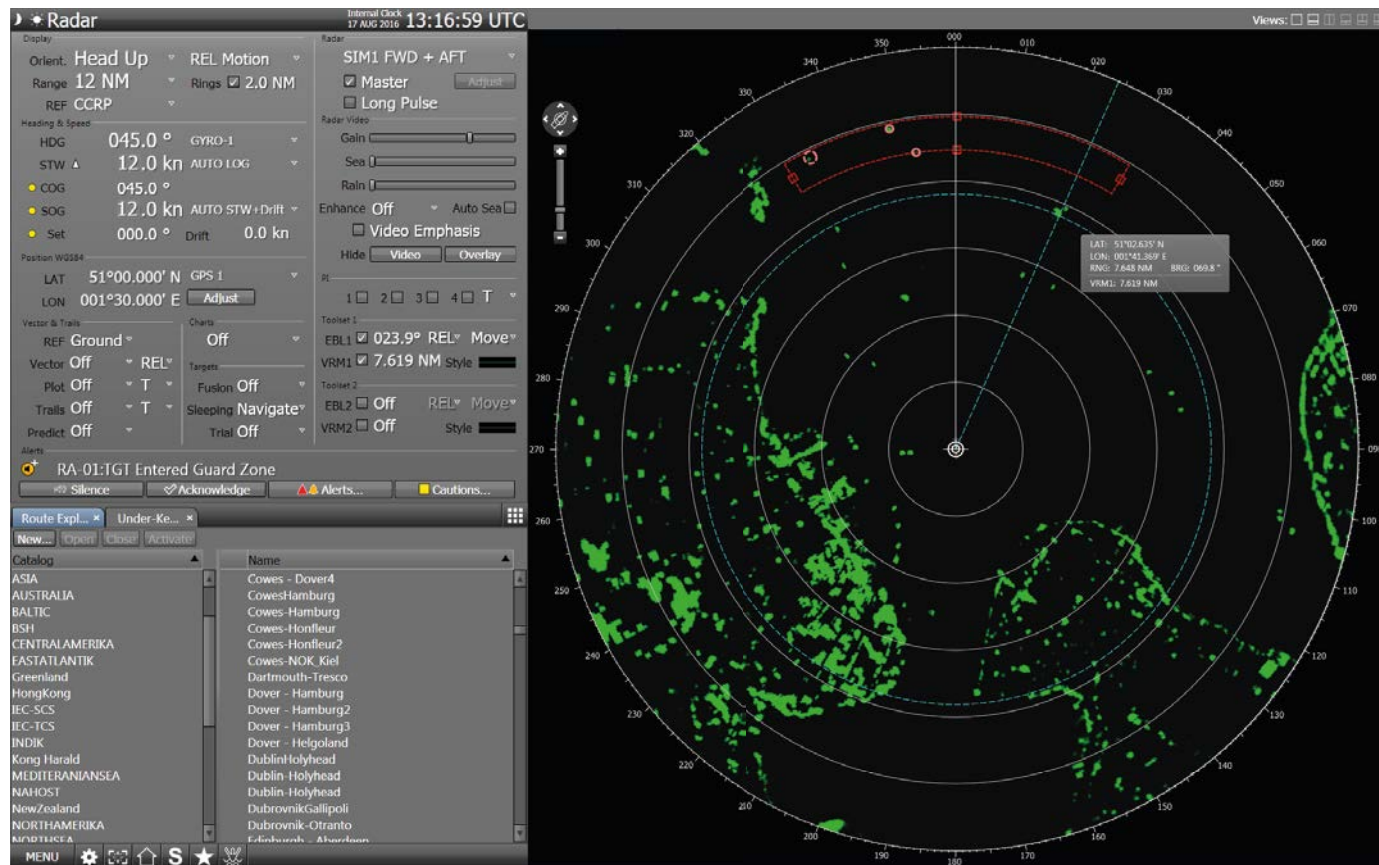 Radar
Internal Clock
17 AUG 2016 13:16:59 UTC
Views:
Display
Orient. Head Up REL Motion
Range 12 NM Rings 2.0 NM
REF CCRP
Heading & Speed
HDG 045.0 ° GYRO-1
STW 12.0 kn AUTO LOG
COG 045.0 °
SOG 12.0 kn AUTO STW+Drift
Set 000.0 ° Drift 0.0 kn
Position WGS84
LAT 51°00.000' N GPS 1
LON 001°30.000' E Adjust
Vector & Trails
REF Ground
Vector Off REL
Plot Off T
Trails Off T
Predict Off
Charts
Off
Targets
Fusion Off
Sleeping Navigate
Trial Off
Radar
SIM1 FWD + AFT
Master Adjust
Long Pulse
Radar Video
Gain
Sea
Rain
Enhance Off Auto Sea
Video Emphasis
Hide Video Overlay
PI
1 2 3 4 T
Toolset 1
EBL1 023.9° REL Move
VRM1 7.619 NM Style
Toolset 2
EBL2 Off REL Move
VRM2 Off Style
Alerts
RA-01:TGT Entered Guard Zone
Silence Acknowledge Alerts... Cautions...
Route Expl... × Under-Ke... ×
New... Open Close Activate
Catalog
ASIA
AUSTRALIA
BALTIC
BSH
CENTRALAMERIKA
EASTATLANTIK
Greenland
HongKong
IEC-SCS
IEC-TCS
INDIK
Kong Harald
MEDITERANIANSEA
NAHOST
NewZealand
NORTHAMERIKA
NORTHSEA
Name
Cowes - Dover4
CowesHamburg
Cowes-Hamburg
Cowes-Honfleur
Cowes-Honfleur2
Cowes-NOK_Kiel
Dartmouth-Tresco
Dover - Hamburg
Dover - Hamburg2
Dover - Hamburg3
Dover - Helgoland
DublinHolyhead
Dublin-Holyhead
Dublin-Holyhead
DubrovnikGallipoli
Dubrovnik-Otranto
Edinburgh - Aberdeen
MENU S
000
010
020
030
040
050
060
070
080
09
100
110
120
130
140
150
160
170
180
190
200
210
220
230
240
250
260
270
280
290
300
310
320
330
340
350
LAT: 51°02.635' N
LON: 001°41.369' E
RNG: 7.648 NM BRG: 069.8 °
VRM1: 7.619 NM